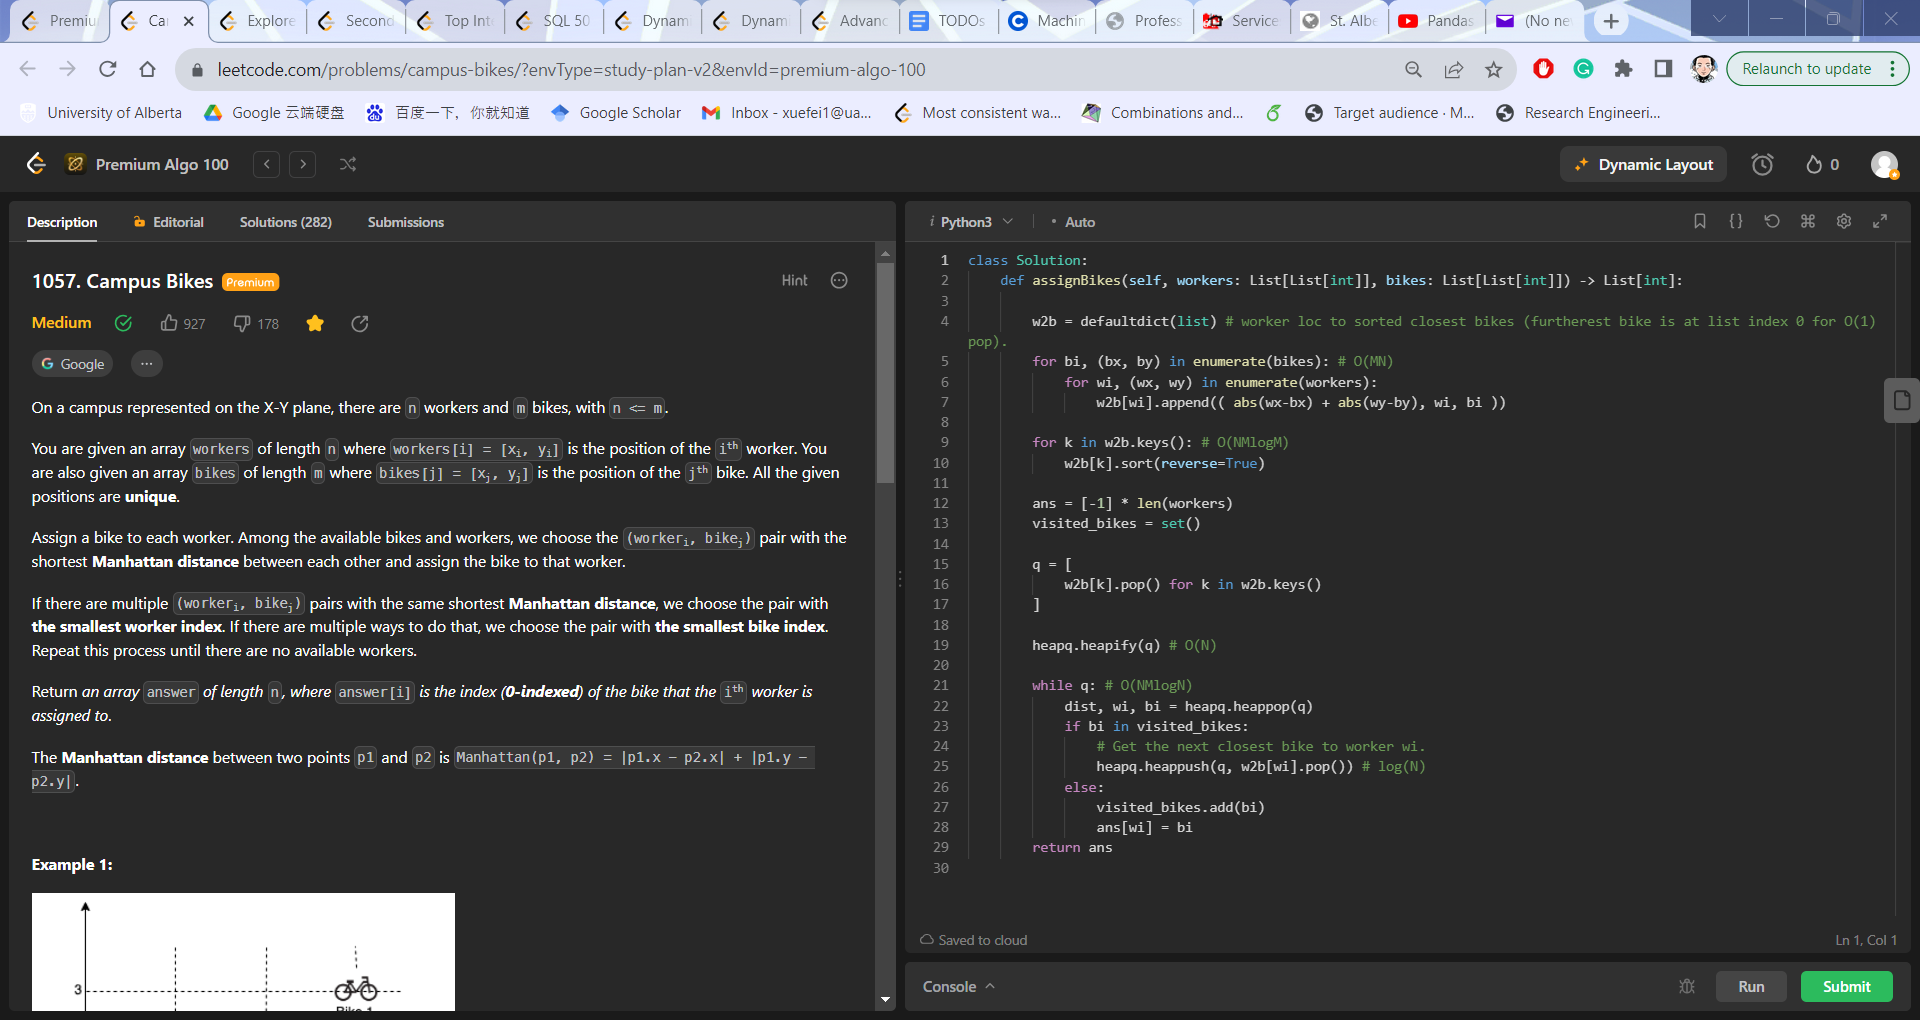 Premiu
Ca
Explore
Second
Top Inte
SQL 50
Dynam
Dynam
Advanc
TODOs
Machin
Profess
Service
St. Albe
Pandas
(No ne
leetcode.com/problems/campus-bikes/?envType=study-plan-v2&envId=premium-algo-100
Relaunch to update
University of Alberta
Google 云端硬盘
百度一下，你就知道
Google Scholar
Inbox - xuefei1@ua...
Most consistent wa...
Combinations and...
Target audience · M...
Research Engineeri...
Premium Algo 100
Dynamic Layout
0
Description
Editorial
Solutions (282)
Submissions
1057. Campus Bikes
Premium
Hint
Medium
927
178
Google
On a campus represented on the X-Y plane, there are n workers and m bikes, with n <= m.
You are given an array workers of length n where workers[i] = [xi, yi] is the position of the ith worker. You
are also given an array bikes of length m where bikes[j] = [xj, yj] is the position of the jth bike. All the given
positions are unique.
Assign a bike to each worker. Among the available bikes and workers, we choose the (workeri, bikej) pair with the
shortest Manhattan distance between each other and assign the bike to that worker.
If there are multiple (workeri, bikej) pairs with the same shortest Manhattan distance, we choose the pair with
the smallest worker index. If there are multiple ways to do that, we choose the pair with the smallest bike index.
Repeat this process until there are no available workers.
Return an array answer of length n, where answer[i] is the index (0-indexed) of the bike that the ith worker is
assigned to.
The Manhattan distance between two points p1 and p2 is Manhattan(p1, p2) = |p1.x - p2.x| + |p1.y -
p2.y|.
Example 1:
3
Bike 1
i Python3
• Auto
1 class Solution:
2 def assignBikes(self, workers: List[List[int]], bikes: List[List[int]]) -> List[int]:
3
4 w2b = defaultdict(list) # worker loc to sorted closest bikes (furtherest bike is at list index 0 for O(1)
pop).
5 for bi, (bx, by) in enumerate(bikes): # O(MN)
6 for wi, (wx, wy) in enumerate(workers):
7 w2b[wi].append(( abs(wx-bx) + abs(wy-by), wi, bi ))
8
9 for k in w2b.keys(): # O(NMlogM)
10 w2b[k].sort(reverse=True)
11
12 ans = [-1] * len(workers)
13 visited_bikes = set()
14
15 q = [
16 w2b[k].pop() for k in w2b.keys()
17 ]
18
19 heapq.heapify(q) # O(N)
20
21 while q: # O(NMlogN)
22 dist, wi, bi = heapq.heappop(q)
23 if bi in visited_bikes:
24 # Get the next closest bike to worker wi.
25 heapq.heappush(q, w2b[wi].pop()) # log(N)
26 else:
27 visited_bikes.add(bi)
28 ans[wi] = bi
29 return ans
30
Saved to cloud
Ln 1, Col 1
Console
Run
Submit